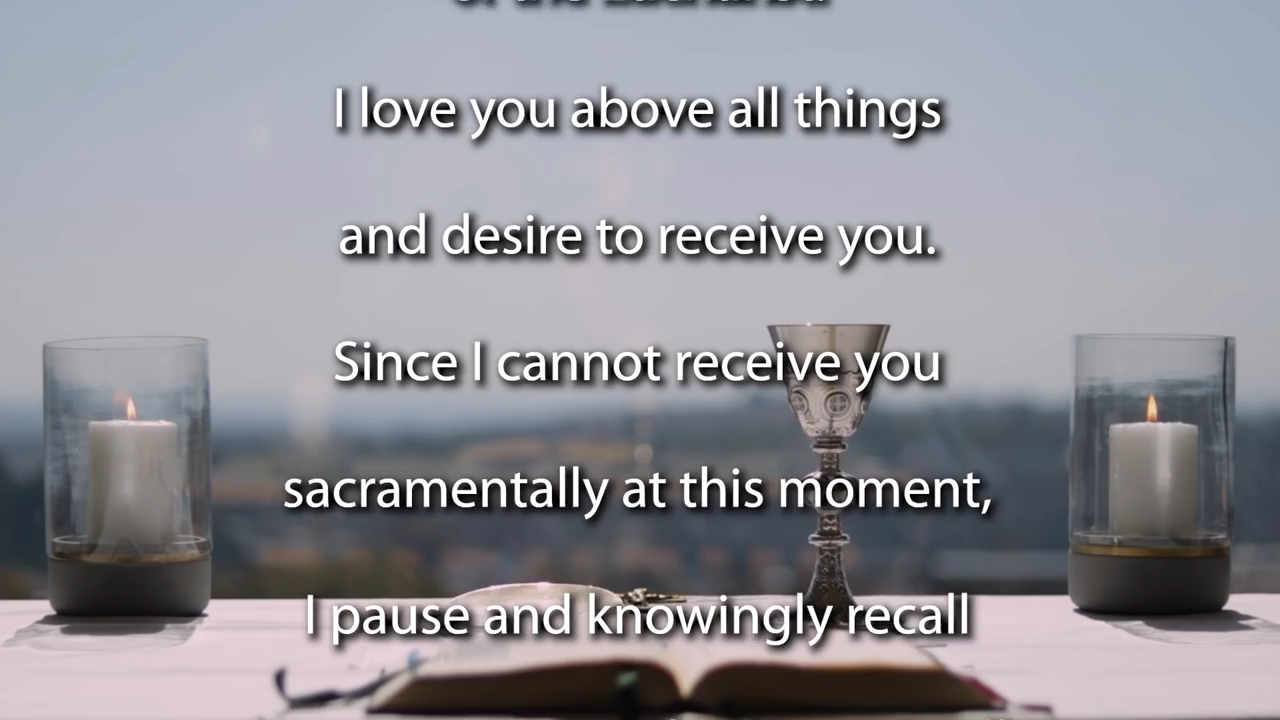 I love you above all things
and desire to receive you.
Since I cannot receive you
sacramentally at this moment,
I pause and knowingly recall